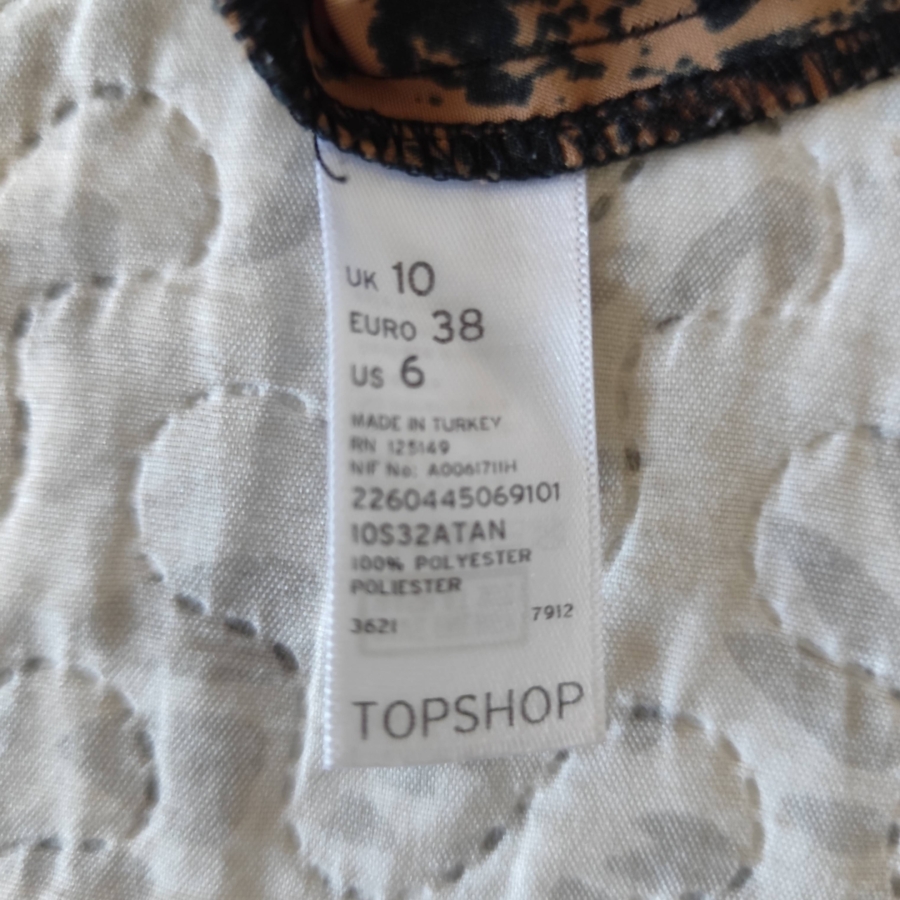 UK 10
EURO 38
US 6
MADE IN TURKEY
RN 125149
NIF No: A0061711H
2260445069101
10S32ATAN
100% POLYESTER
POLIESTER
3621 7912
TOPSHOP